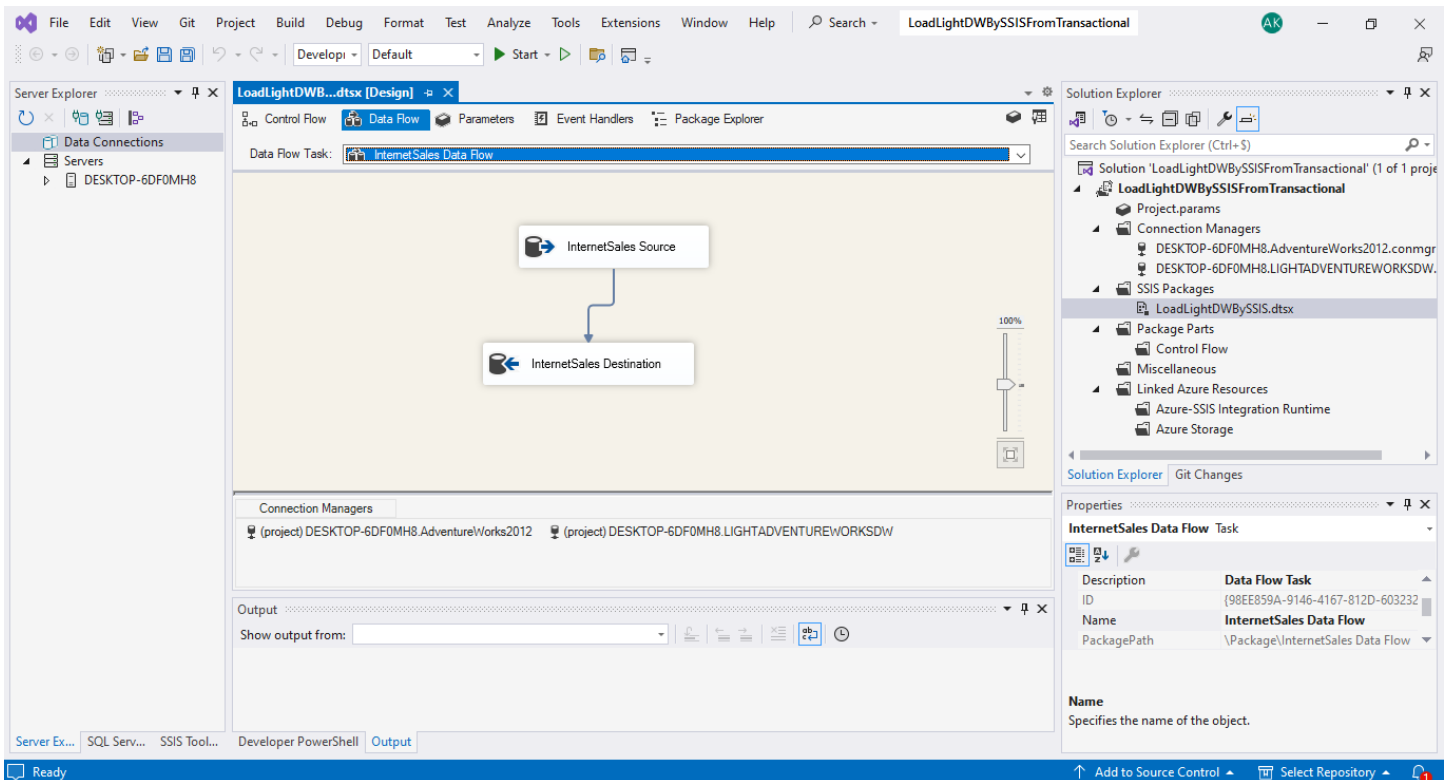 File Edit View Git Project Build Debug Format Test Analyze Tools Extensions Window Help Search LoadLightDWBySSISFromTransactional AK
Develop Default Start
Server Explorer
Data Connections
Servers
DESKTOP-6DF0MH8
LoadLightDWB...dtsx [Design]
Control Flow Data Flow Parameters Event Handlers Package Explorer
Data Flow Task: InternetSales Data Flow
InternetSales Source
InternetSales Destination
100%
Connection Managers
(project) DESKTOP-6DF0MH8.AdventureWorks2012 (project) DESKTOP-6DF0MH8.LIGHTADVENTUREWORKSDW
Output
Show output from:
Solution Explorer
Search Solution Explorer (Ctrl+$)
Solution 'LoadLightDWBySSISFromTransactional' (1 of 1 proje
LoadLightDWBySSISFromTransactional
Project.params
Connection Managers
DESKTOP-6DF0MH8.AdventureWorks2012.conmgr
DESKTOP-6DF0MH8.LIGHTADVENTUREWORKSDW.
SSIS Packages
LoadLightDWBySSIS.dtsx
Package Parts
Control Flow
Miscellaneous
Linked Azure Resources
Azure-SSIS Integration Runtime
Azure Storage
Solution Explorer Git Changes
Properties
InternetSales Data Flow Task
Description Data Flow Task
ID {98EE859A-9146-4167-812D-603232
Name InternetSales Data Flow
PackagePath \Package\InternetSales Data Flow
Name
Specifies the name of the object.
Server Ex... SQL Serv... SSIS Tool... Developer PowerShell Output
Ready Add to Source Control Select Repository 1